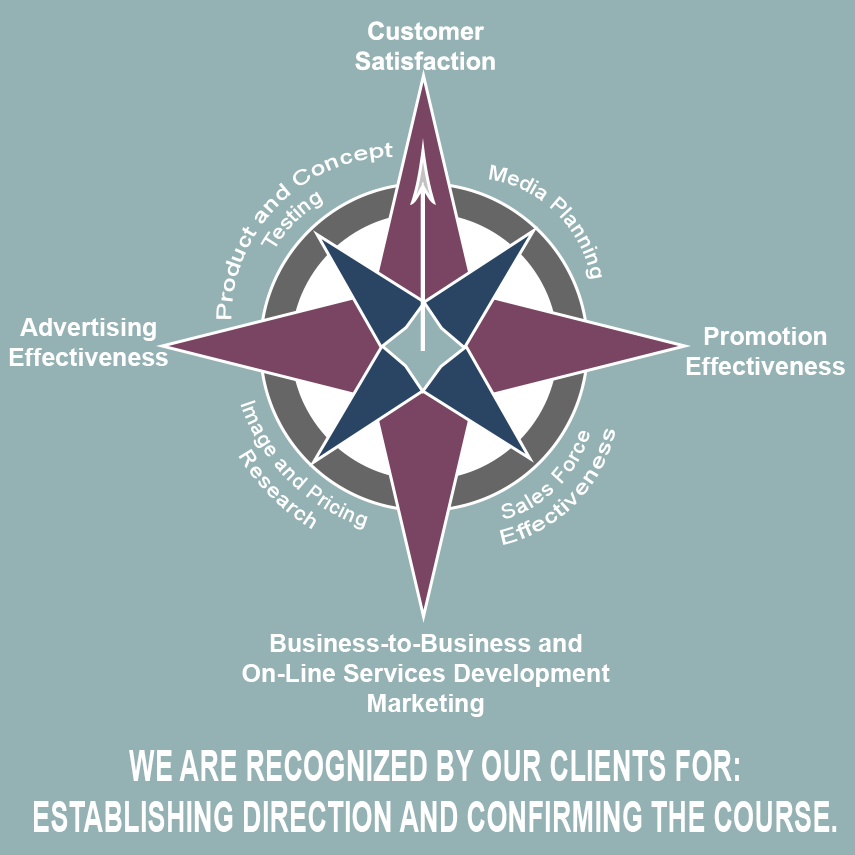 Customer
Satisfaction
Product and Concept
Testing
Media Planning
Advertising
Effectiveness
Promotion
Effectiveness
Image and Pricing
Research
Sales Force
Effectiveness
Business-to-Business and
On-Line Services Development
Marketing
WE ARE RECOGNIZED BY OUR CLIENTS FOR:
ESTABLISHING DIRECTION AND CONFIRMING THE COURSE.